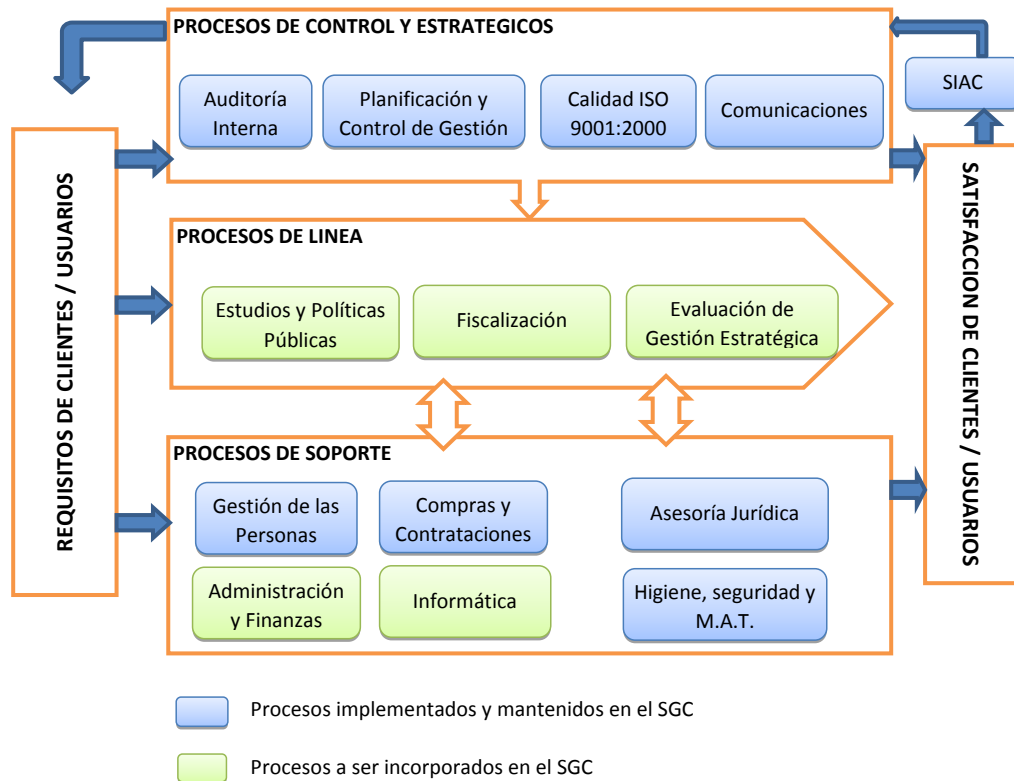 PROCESOS DE CONTROL Y ESTRATEGICOS
SIAC
Auditoría
Interna
Planificación y
Control de Gestión
Calidad ISO
9001:2000
Comunicaciones
REQUISITOS DE CLIENTES / USUARIOS
SATISFACCION DE CLIENTES / USUARIOS
PROCESOS DE LINEA
Estudios y Políticas
Públicas
Fiscalización
Evaluación de
Gestión Estratégica
PROCESOS DE SOPORTE
Gestión de las
Personas
Compras y
Contrataciones
Asesoría Jurídica
Administración
y Finanzas
Informática
Higiene, seguridad y
M.A.T.
Procesos implementados y mantenidos en el SGC
Procesos a ser incorporados en el SGC